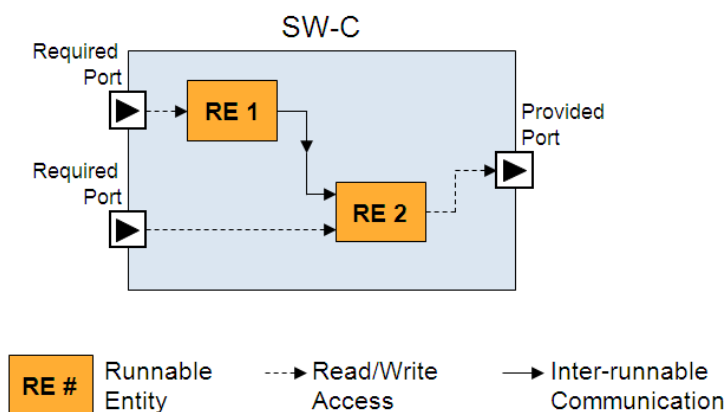 SW-C
Required
Port
RE 1
Provided
Port
Required
Port
RE 2
RE #
Runnable
Entity
Read/Write
Access
Inter-runnable
Communication